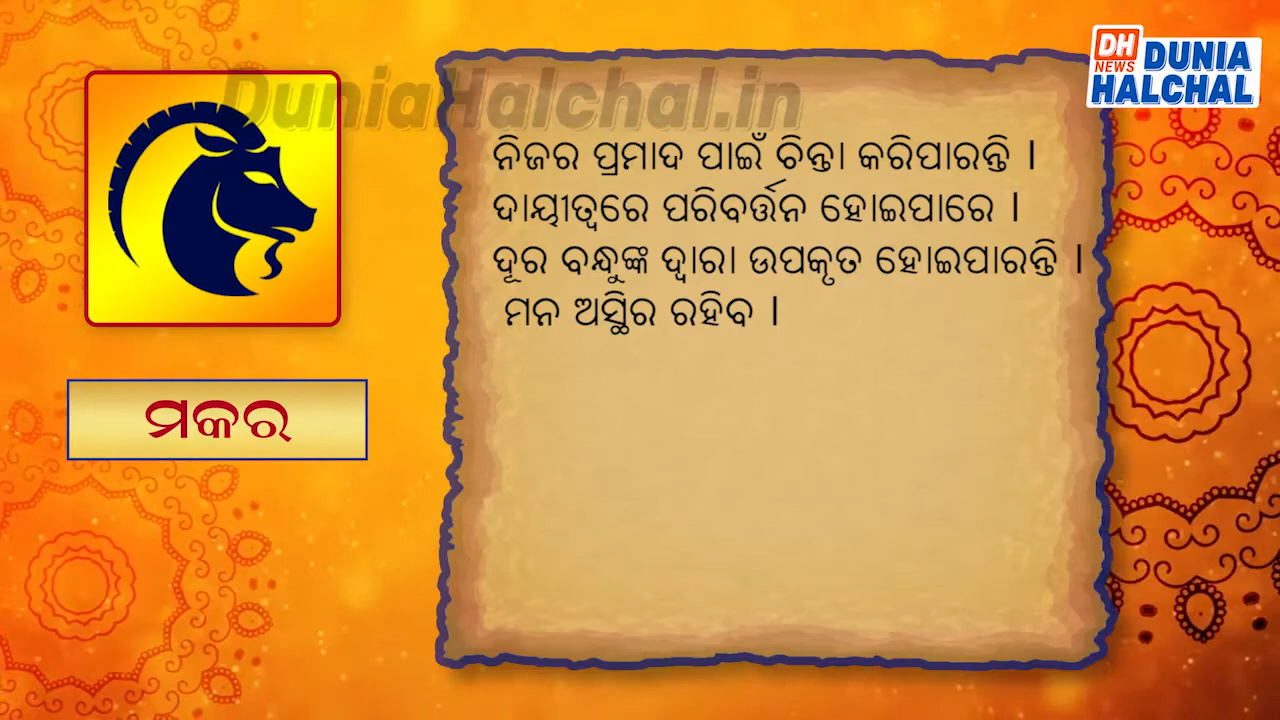 DuniaHalchal.in
DH NEWS DUNIA HALCHAL
ନିଜର ପ୍ରମାଦ ପାଇଁ ଚିନ୍ତା କରିପାରନ୍ତି ।
ଦାୟୀତ୍ୱରେ ପରିବର୍ତ୍ତନ ହୋଇପାରେ ।
ଦୂର ବନ୍ଧୁଙ୍କ ଦ୍ୱାରା ଉପକୃତ ହୋଇପାରନ୍ତି ।
ମନ ଅସ୍ଥିର ରହିବ ।
ମକର